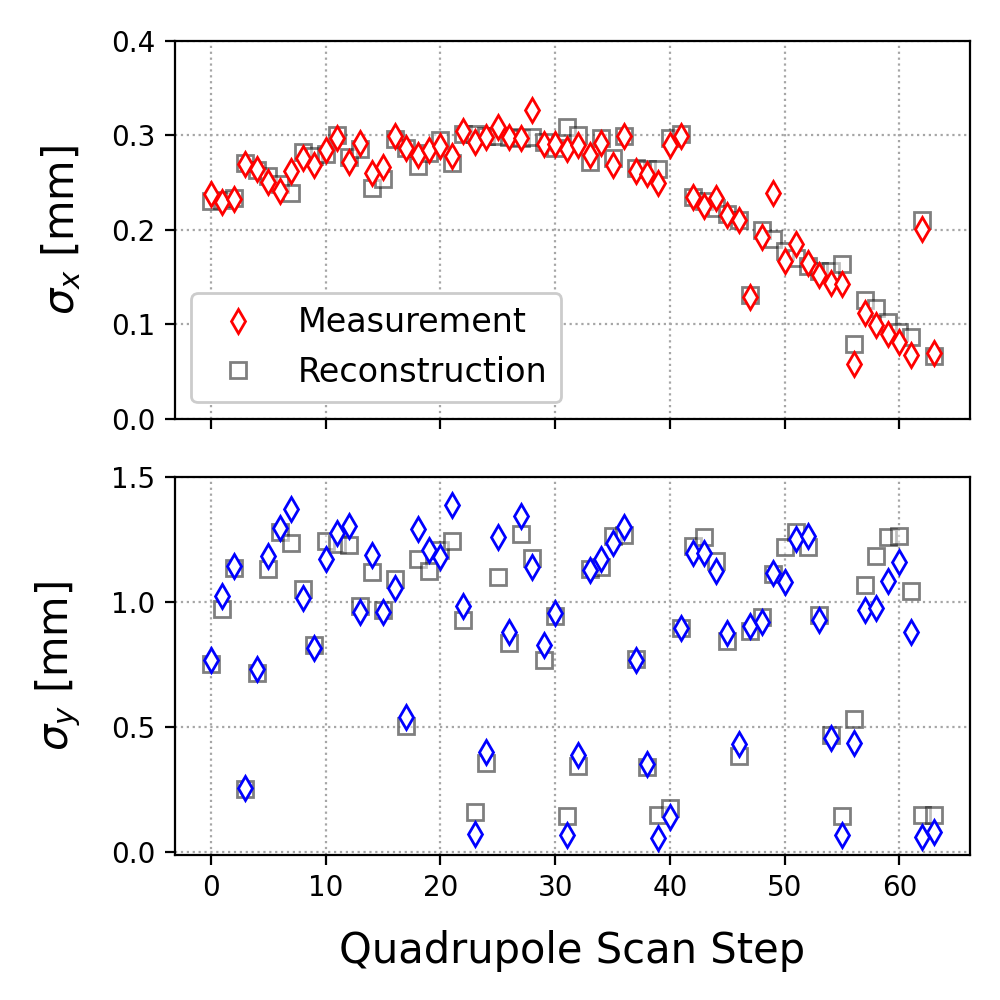 0.4
0.3
0.2
0.1
0.0
σx [mm]
Measurement
Reconstruction
1.5
1.0
0.5
0.0
σy [mm]
0 10 20 30 40 50 60
Quadrupole Scan Step